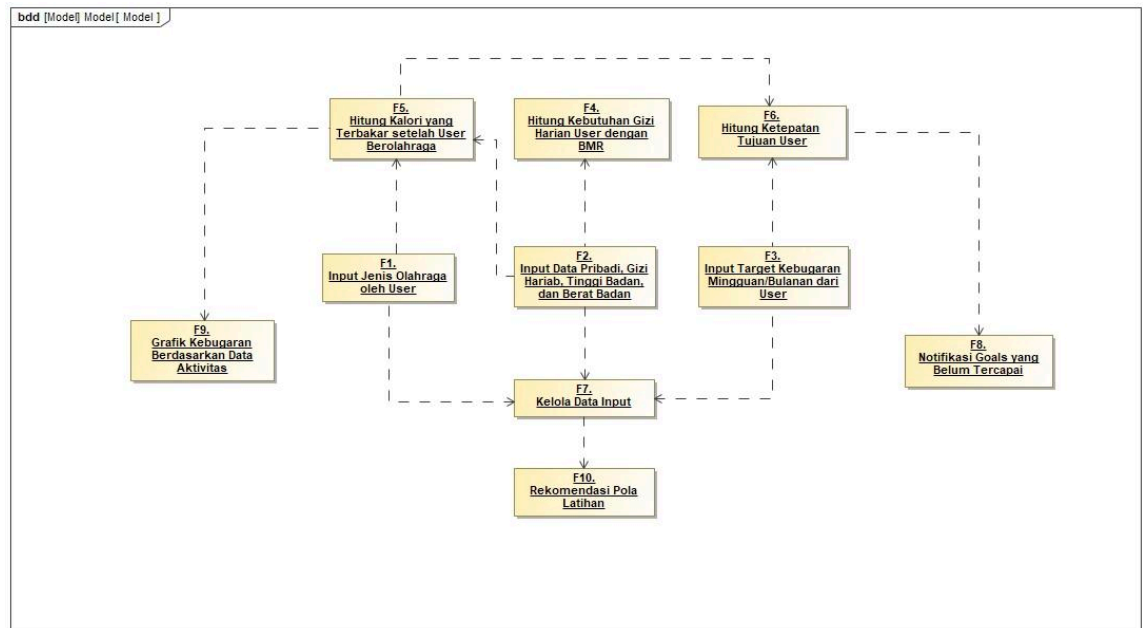 bdd [Model] Model [ Model ]
F5.
Hitung Kalori yang
Terbakar setelah User
Berolahraga
F4.
Hitung Kebutuhan Gizi
Harian User dengan
BMR
F6.
Hitung Ketepatan
Tujuan User
F1.
Input Jenis Olahraga
oleh User
F2.
Input Data Pribadi, Gizi
Hariab, Tinggi Badan,
dan Berat Badan
F3.
Input Target Kebugaran
Mingguan/Bulanan dari
User
F9.
Grafik Kebugaran
Berdasarkan Data
Aktivitas
F8.
Notifikasi Goals yang
Belum Tercapai
F7.
Kelola Data Input
F10.
Rekomendasi Pola
Latihan